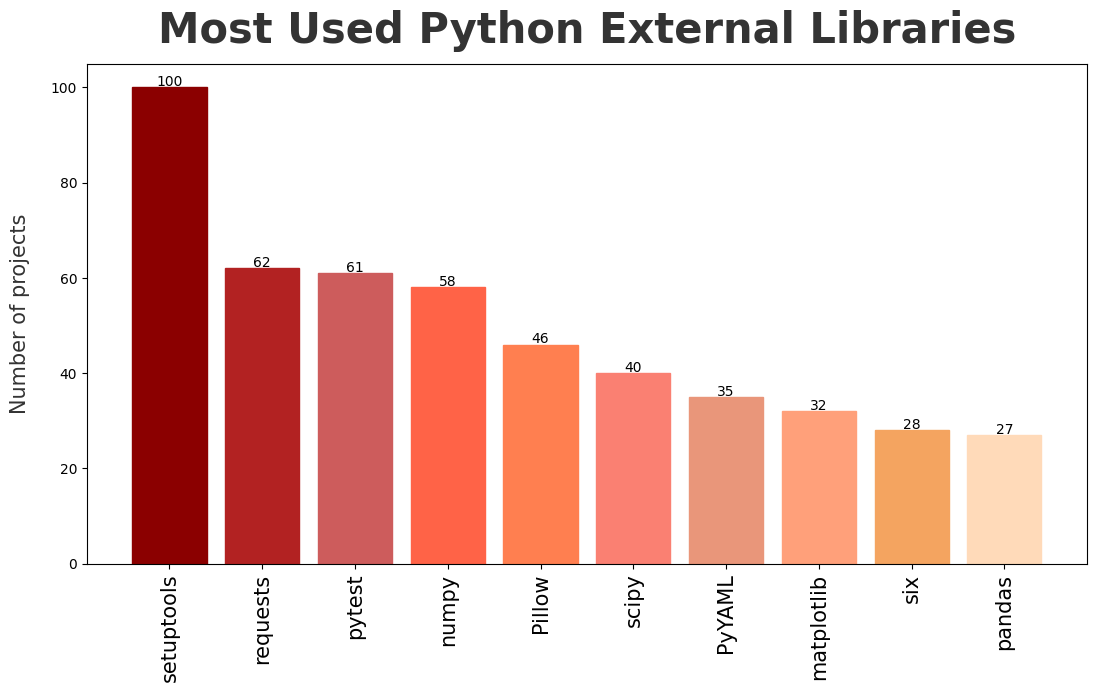 Most Used Python External Libraries
Number of projects
100
80
60
40
20
0
100
62
61
58
46
40
35
32
28
27
setuptools
requests
pytest
numpy
Pillow
scipy
PyYAML
matplotlib
six
pandas